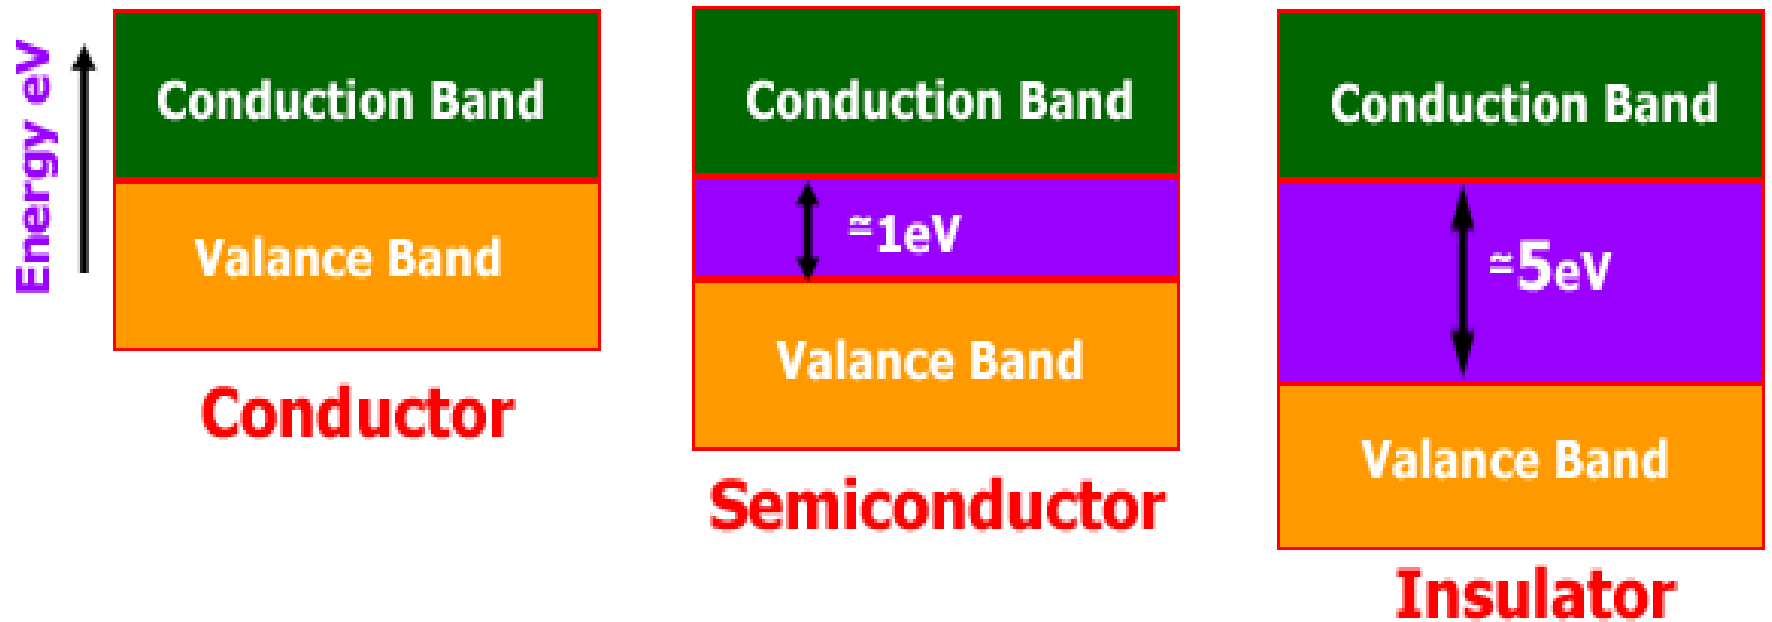 Energy eV
Conduction Band
Valance Band
Conductor
Conduction Band
≅1eV
Valance Band
Semiconductor
Conduction Band
≅5eV
Valance Band
Insulator